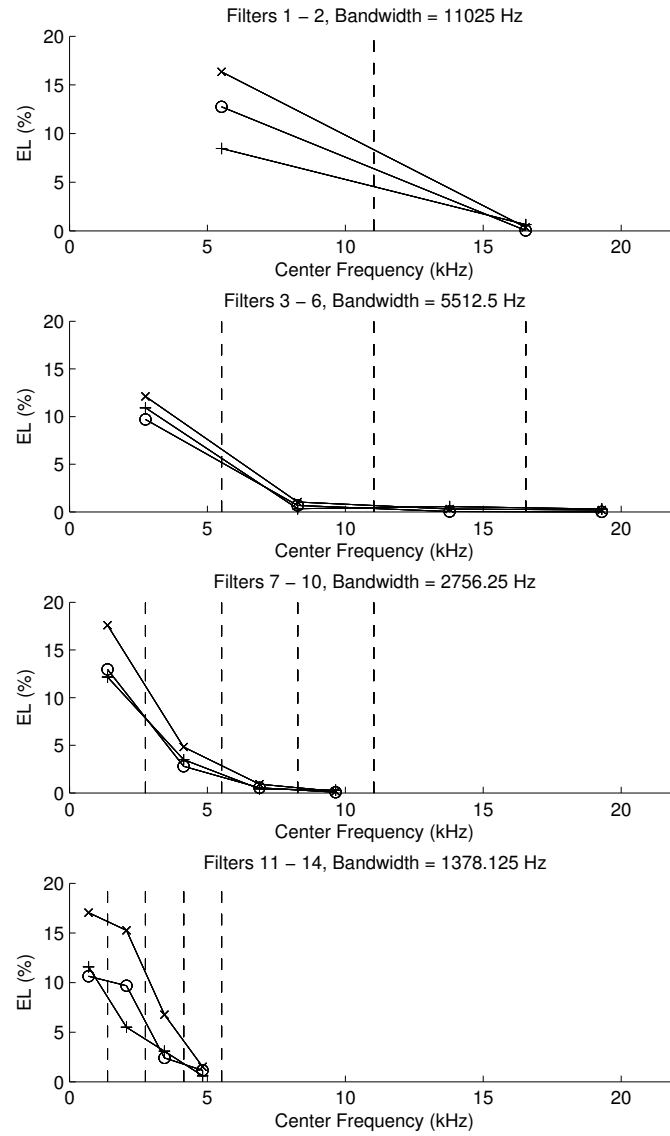 Filters 1 − 2, Bandwidth = 11025 Hz
20
15
10
5
0
EL (%)
0 5 10 15 20
Center Frequency (kHz)
Filters 3 − 6, Bandwidth = 5512.5 Hz
20
15
10
5
0
EL (%)
0 5 10 15 20
Center Frequency (kHz)
Filters 7 − 10, Bandwidth = 2756.25 Hz
20
15
10
5
0
EL (%)
0 5 10 15 20
Center Frequency (kHz)
Filters 11 − 14, Bandwidth = 1378.125 Hz
20
15
10
5
0
EL (%)
0 5 10 15 20
Center Frequency (kHz)